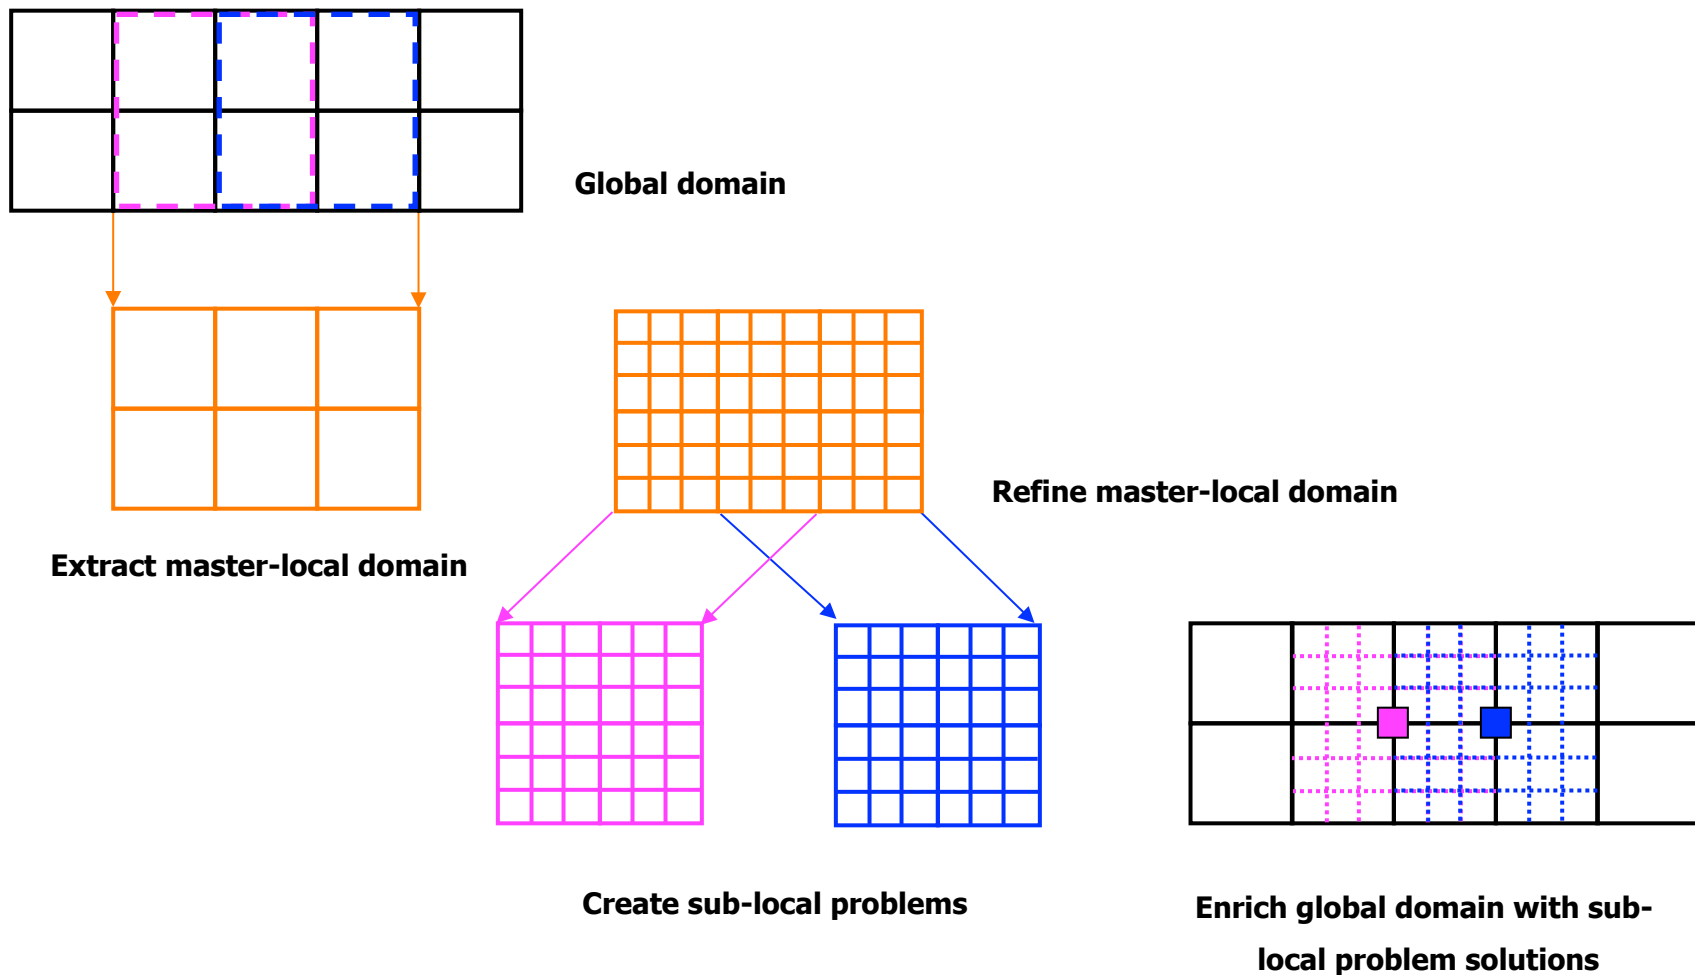 Global domain
Refine master-local domain
Extract master-local domain
Create sub-local problems
Enrich global domain with sub-
local problem solutions